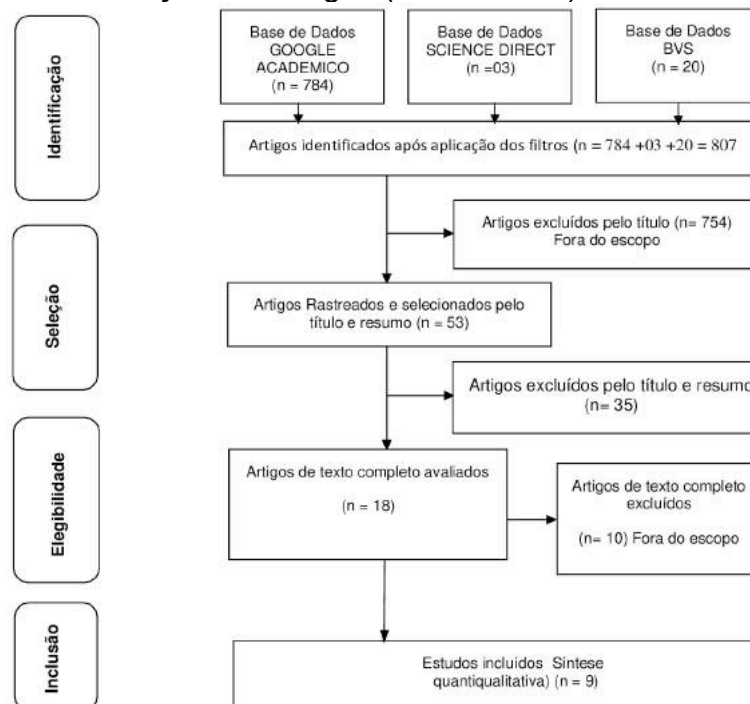 Base de Dados
GOOGLE
ACADEMICO
(n = 784)
Base de Dados
SCIENCE DIRECT
(n =03)
Base de Dados
BVS
(n = 20)
Identificação
Artigos identificados após aplicação dos filtros (n = 784 +03 +20 = 807
Artigos excluídos pelo título (n= 754)
Fora do escopo
Seleção
Artigos Rastreados e selecionados pelo
título e resumo (n = 53)
Artigos excluídos pelo título e resumo
(n= 35)
Elegibilidade
Artigos de texto completo avaliados
(n = 18)
Artigos de texto completo
excluídos
(n= 10) Fora do escopo
Inclusão
Estudos incluídos Síntese
quantiqualitativa) (n = 9)